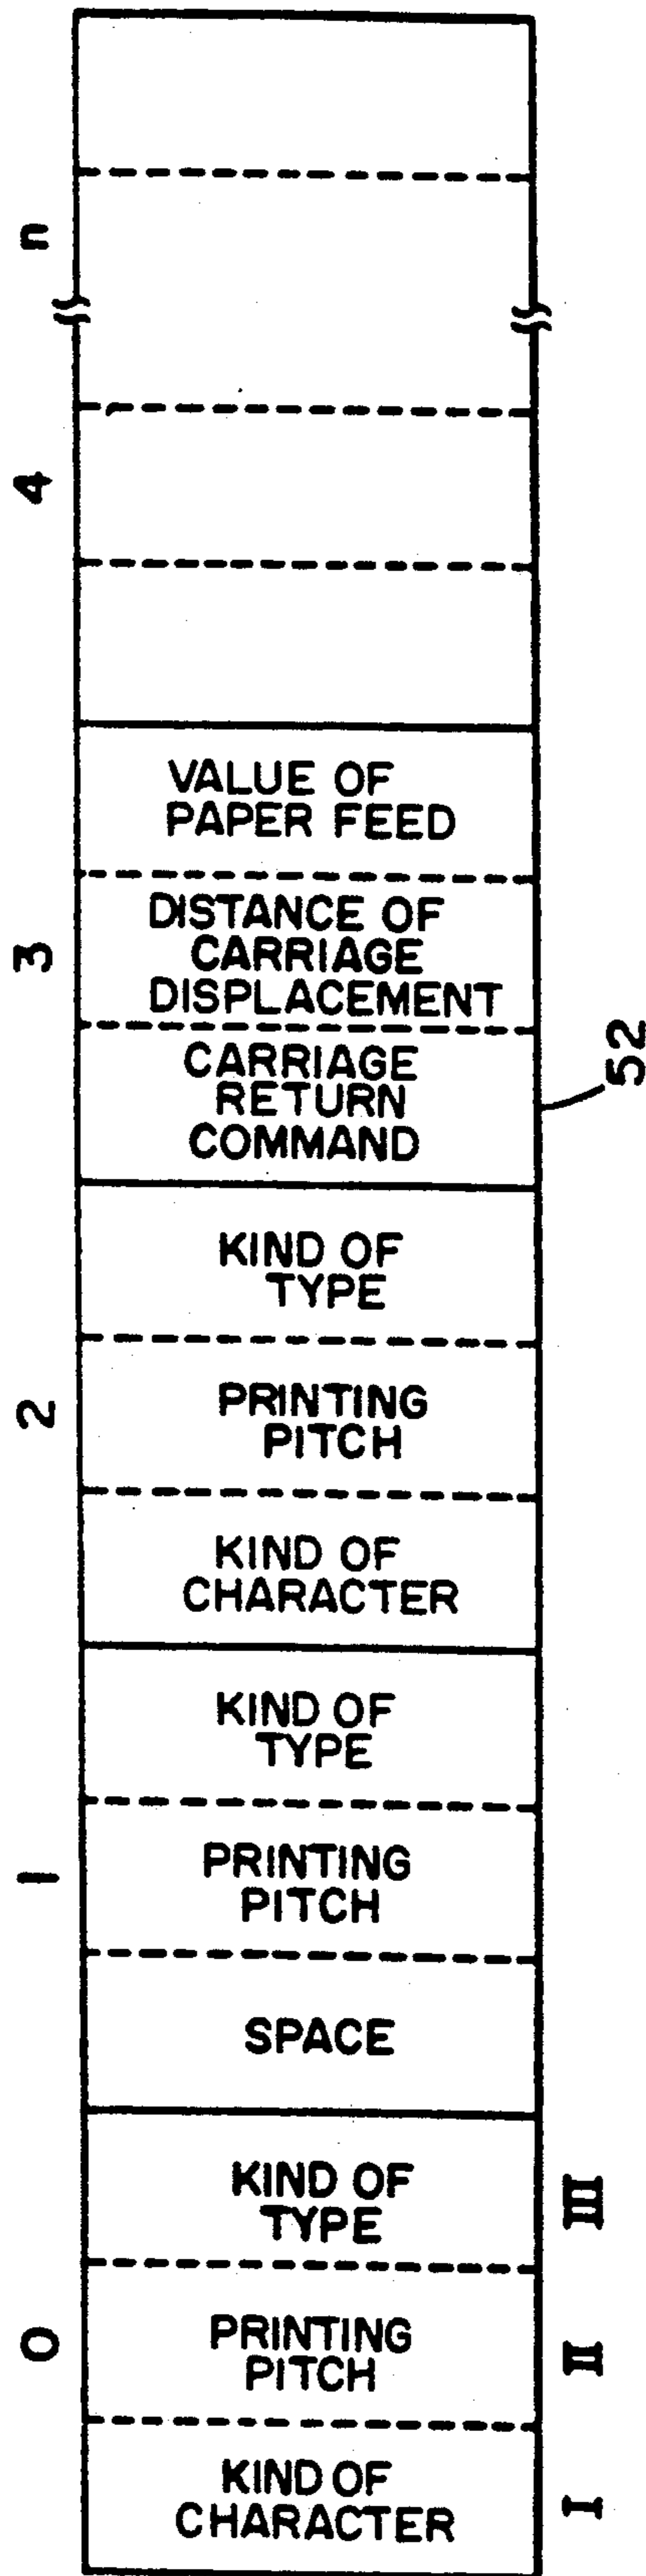 n
4
VALUE OF
PAPER FEED
3
DISTANCE OF
CARRIAGE
DISPLACEMENT
CARRIAGE
RETURN
COMMAND
52
KIND OF
TYPE
2
PRINTING
PITCH
KIND OF
CHARACTER
KIND OF
TYPE
1
PRINTING
PITCH
SPACE
KIND OF
TYPE
III
0
PRINTING
PITCH
II
KIND OF
CHARACTER
I